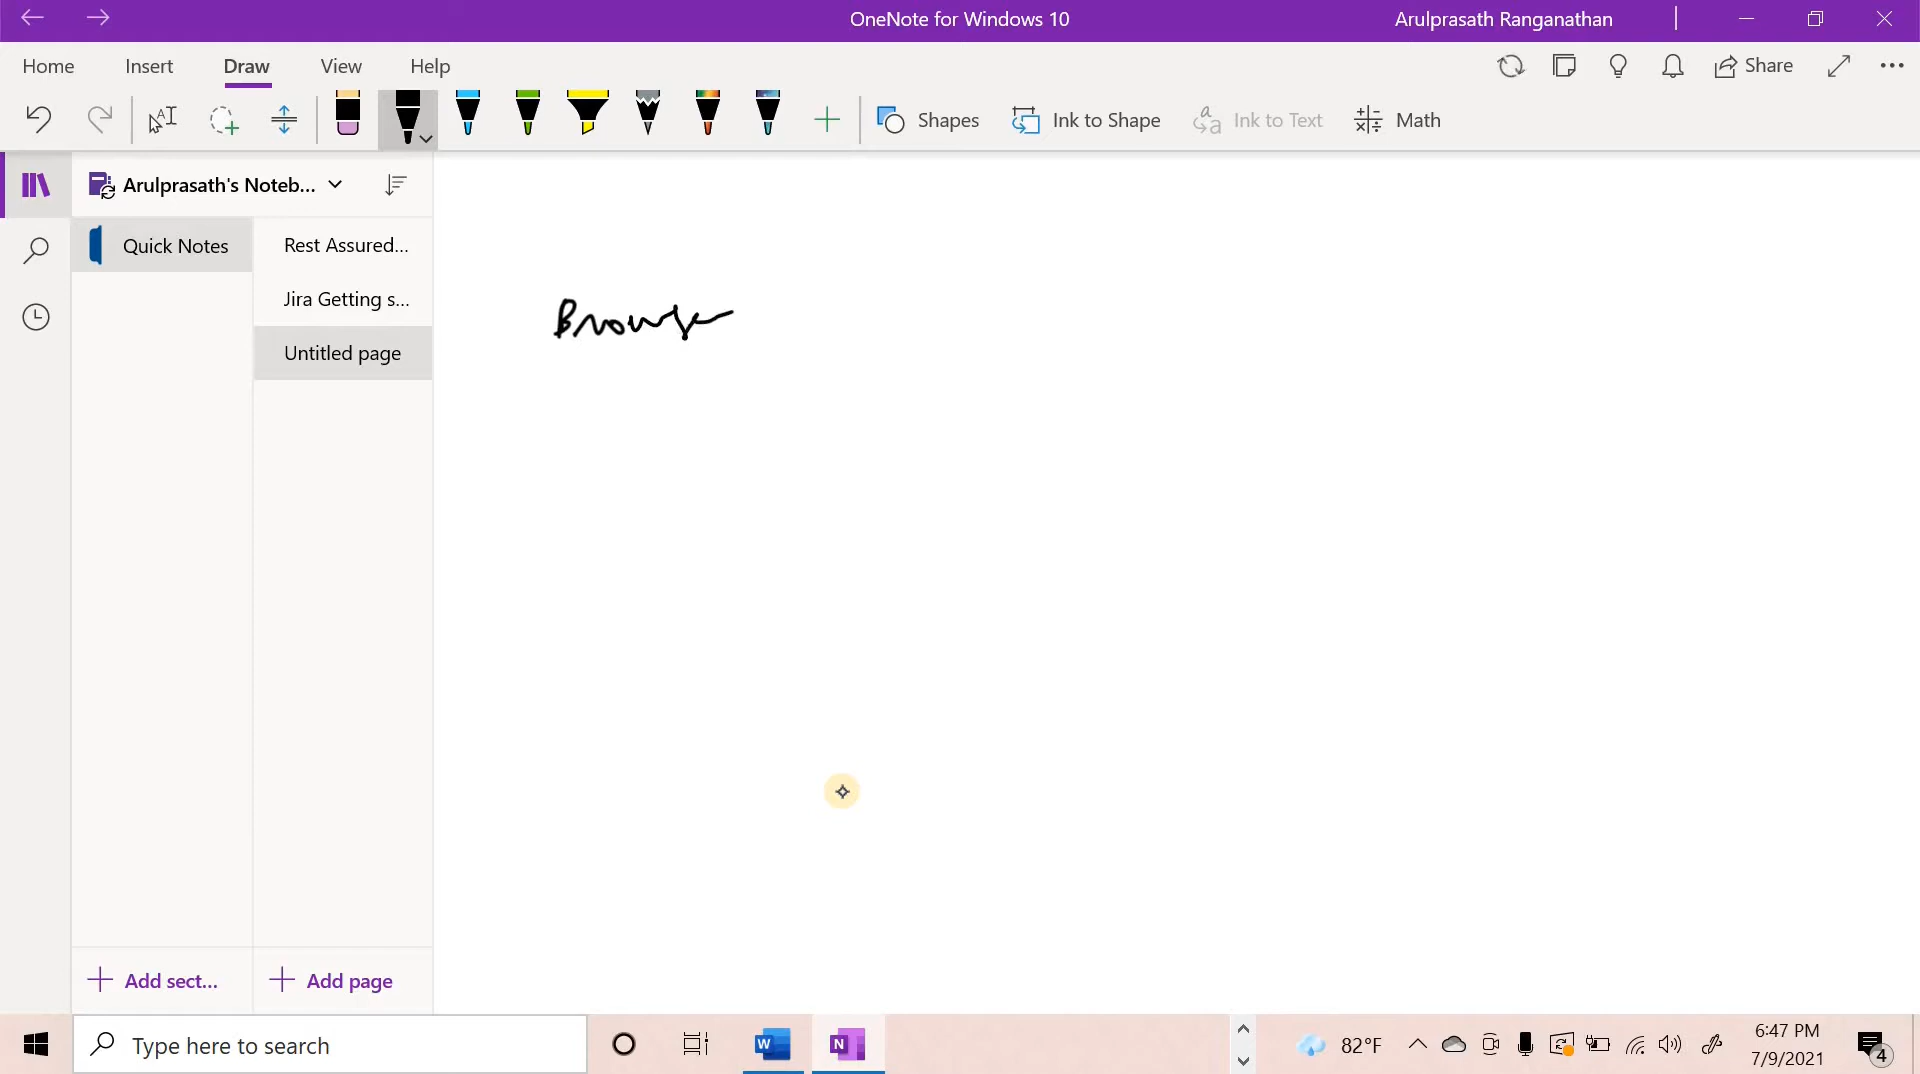 OneNote for Windows 10
Arulprasath Ranganathan
Home Insert Draw View Help
Share
Shapes
Ink to Shape
Ink to Text
Math
Arulprasath's Noteb...
Quick Notes
Rest Assured...
Jira Getting s...
Untitled page
Browser
Add sect...
Add page
Type here to search
W
N
82°F
6:47 PM
7/9/2021
4